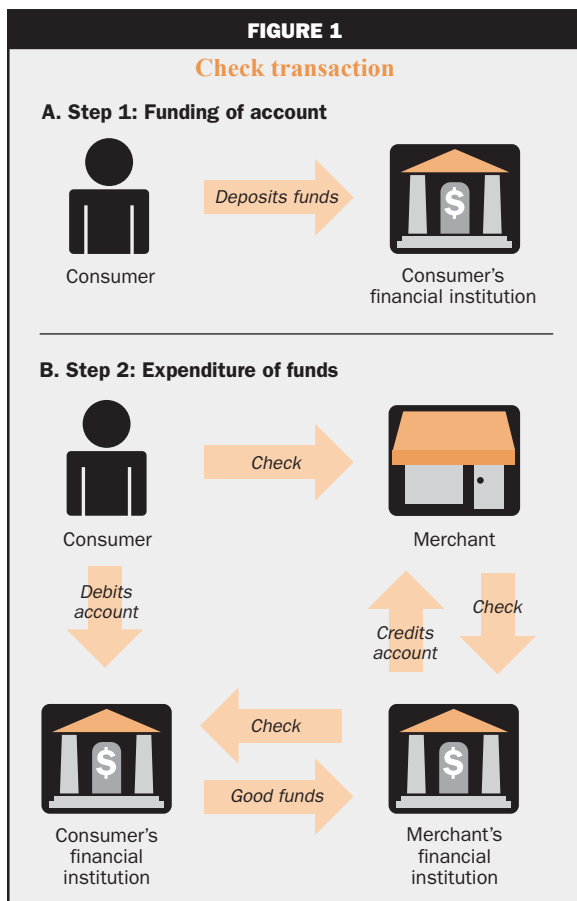 FIGURE 1
Check transaction
A. Step 1: Funding of account
Deposits funds
$
Consumer
Consumer’s
financial institution
B. Step 2: Expenditure of funds
Check
Consumer
Merchant
Debits
account
Credits
account
Check
Check
$
$
Good funds
Consumer’s
financial
institution
Merchant’s
financial
institution